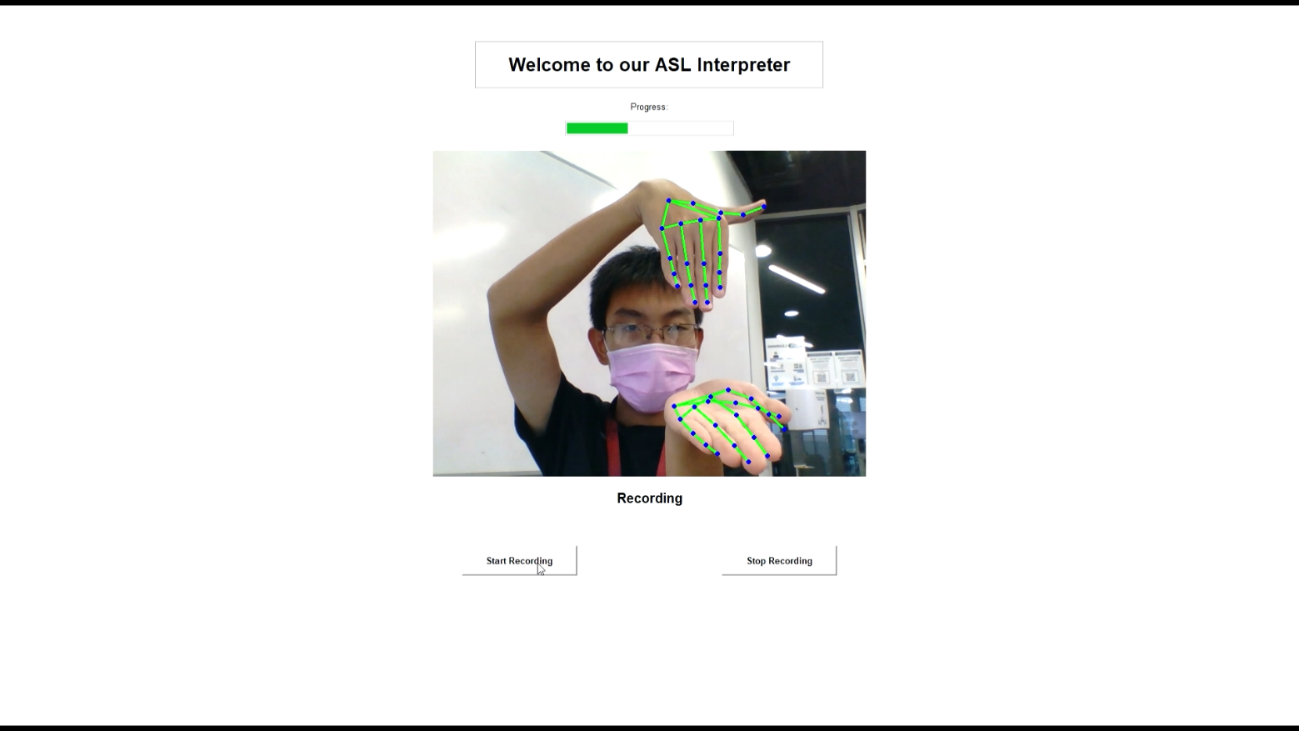 Welcome to our ASL Interpreter
Progress:
Recording
Start Recording
Stop Recording